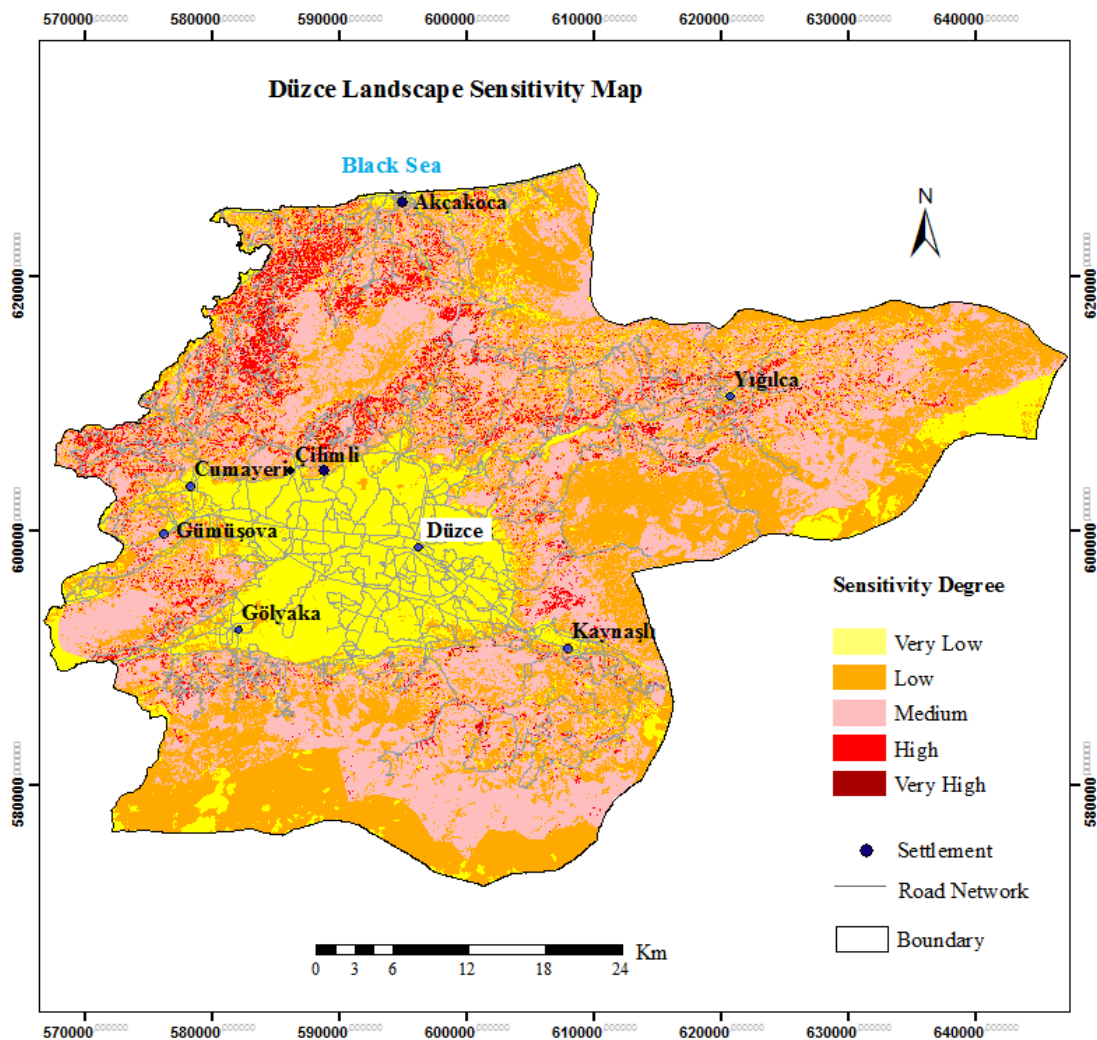 570000 580000 590000 600000 610000 620000 630000 640000
Düzce Landscape Sensitivity Map
Black Sea
N
Akçakoca
620000
620000
Yığılca
Çilimli
Cumayeri
600000
Gümüşova
Düzce
600000
Gölyaka
Kaynaşlı
Sensitivity Degree
Very Low
Low
Medium
High
Very High
580000
580000
Settlement
Road Network
Boundary
Km
0 3 6 12 18 24
570000 580000 590000 600000 610000 620000 630000 640000